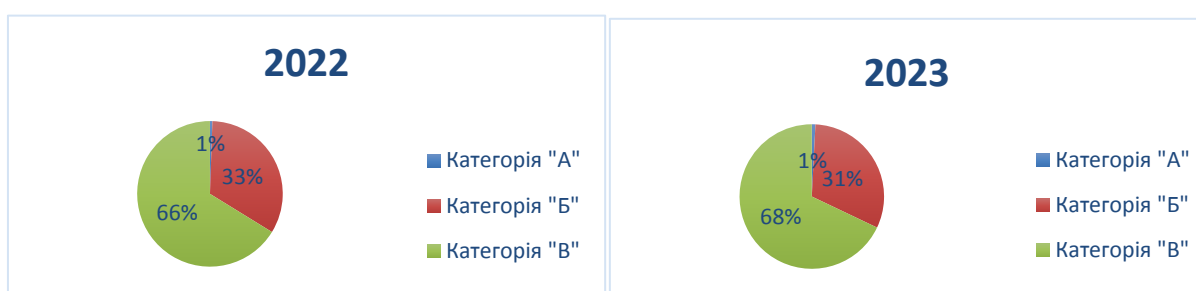 2022
1%
33%
66%
Категорія "А"
Категорія "Б"
Категорія "В"
2023
1%
31%
68%
Категорія "А"
Категорія "Б"
Категорія "В"